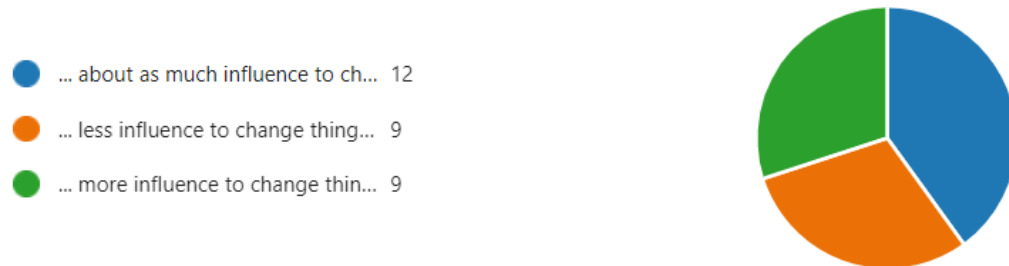 ... about as much influence to ch... 12
... less influence to change thing... 9
... more influence to change thin... 9